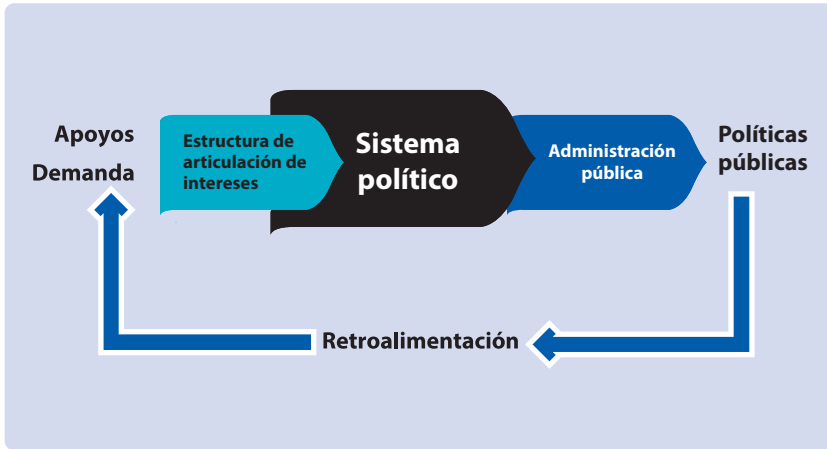 Apoyos
Demanda
Estructura de
articulación de
intereses
Sistema
político
Administración
pública
Políticas
públicas
Retroalimentación